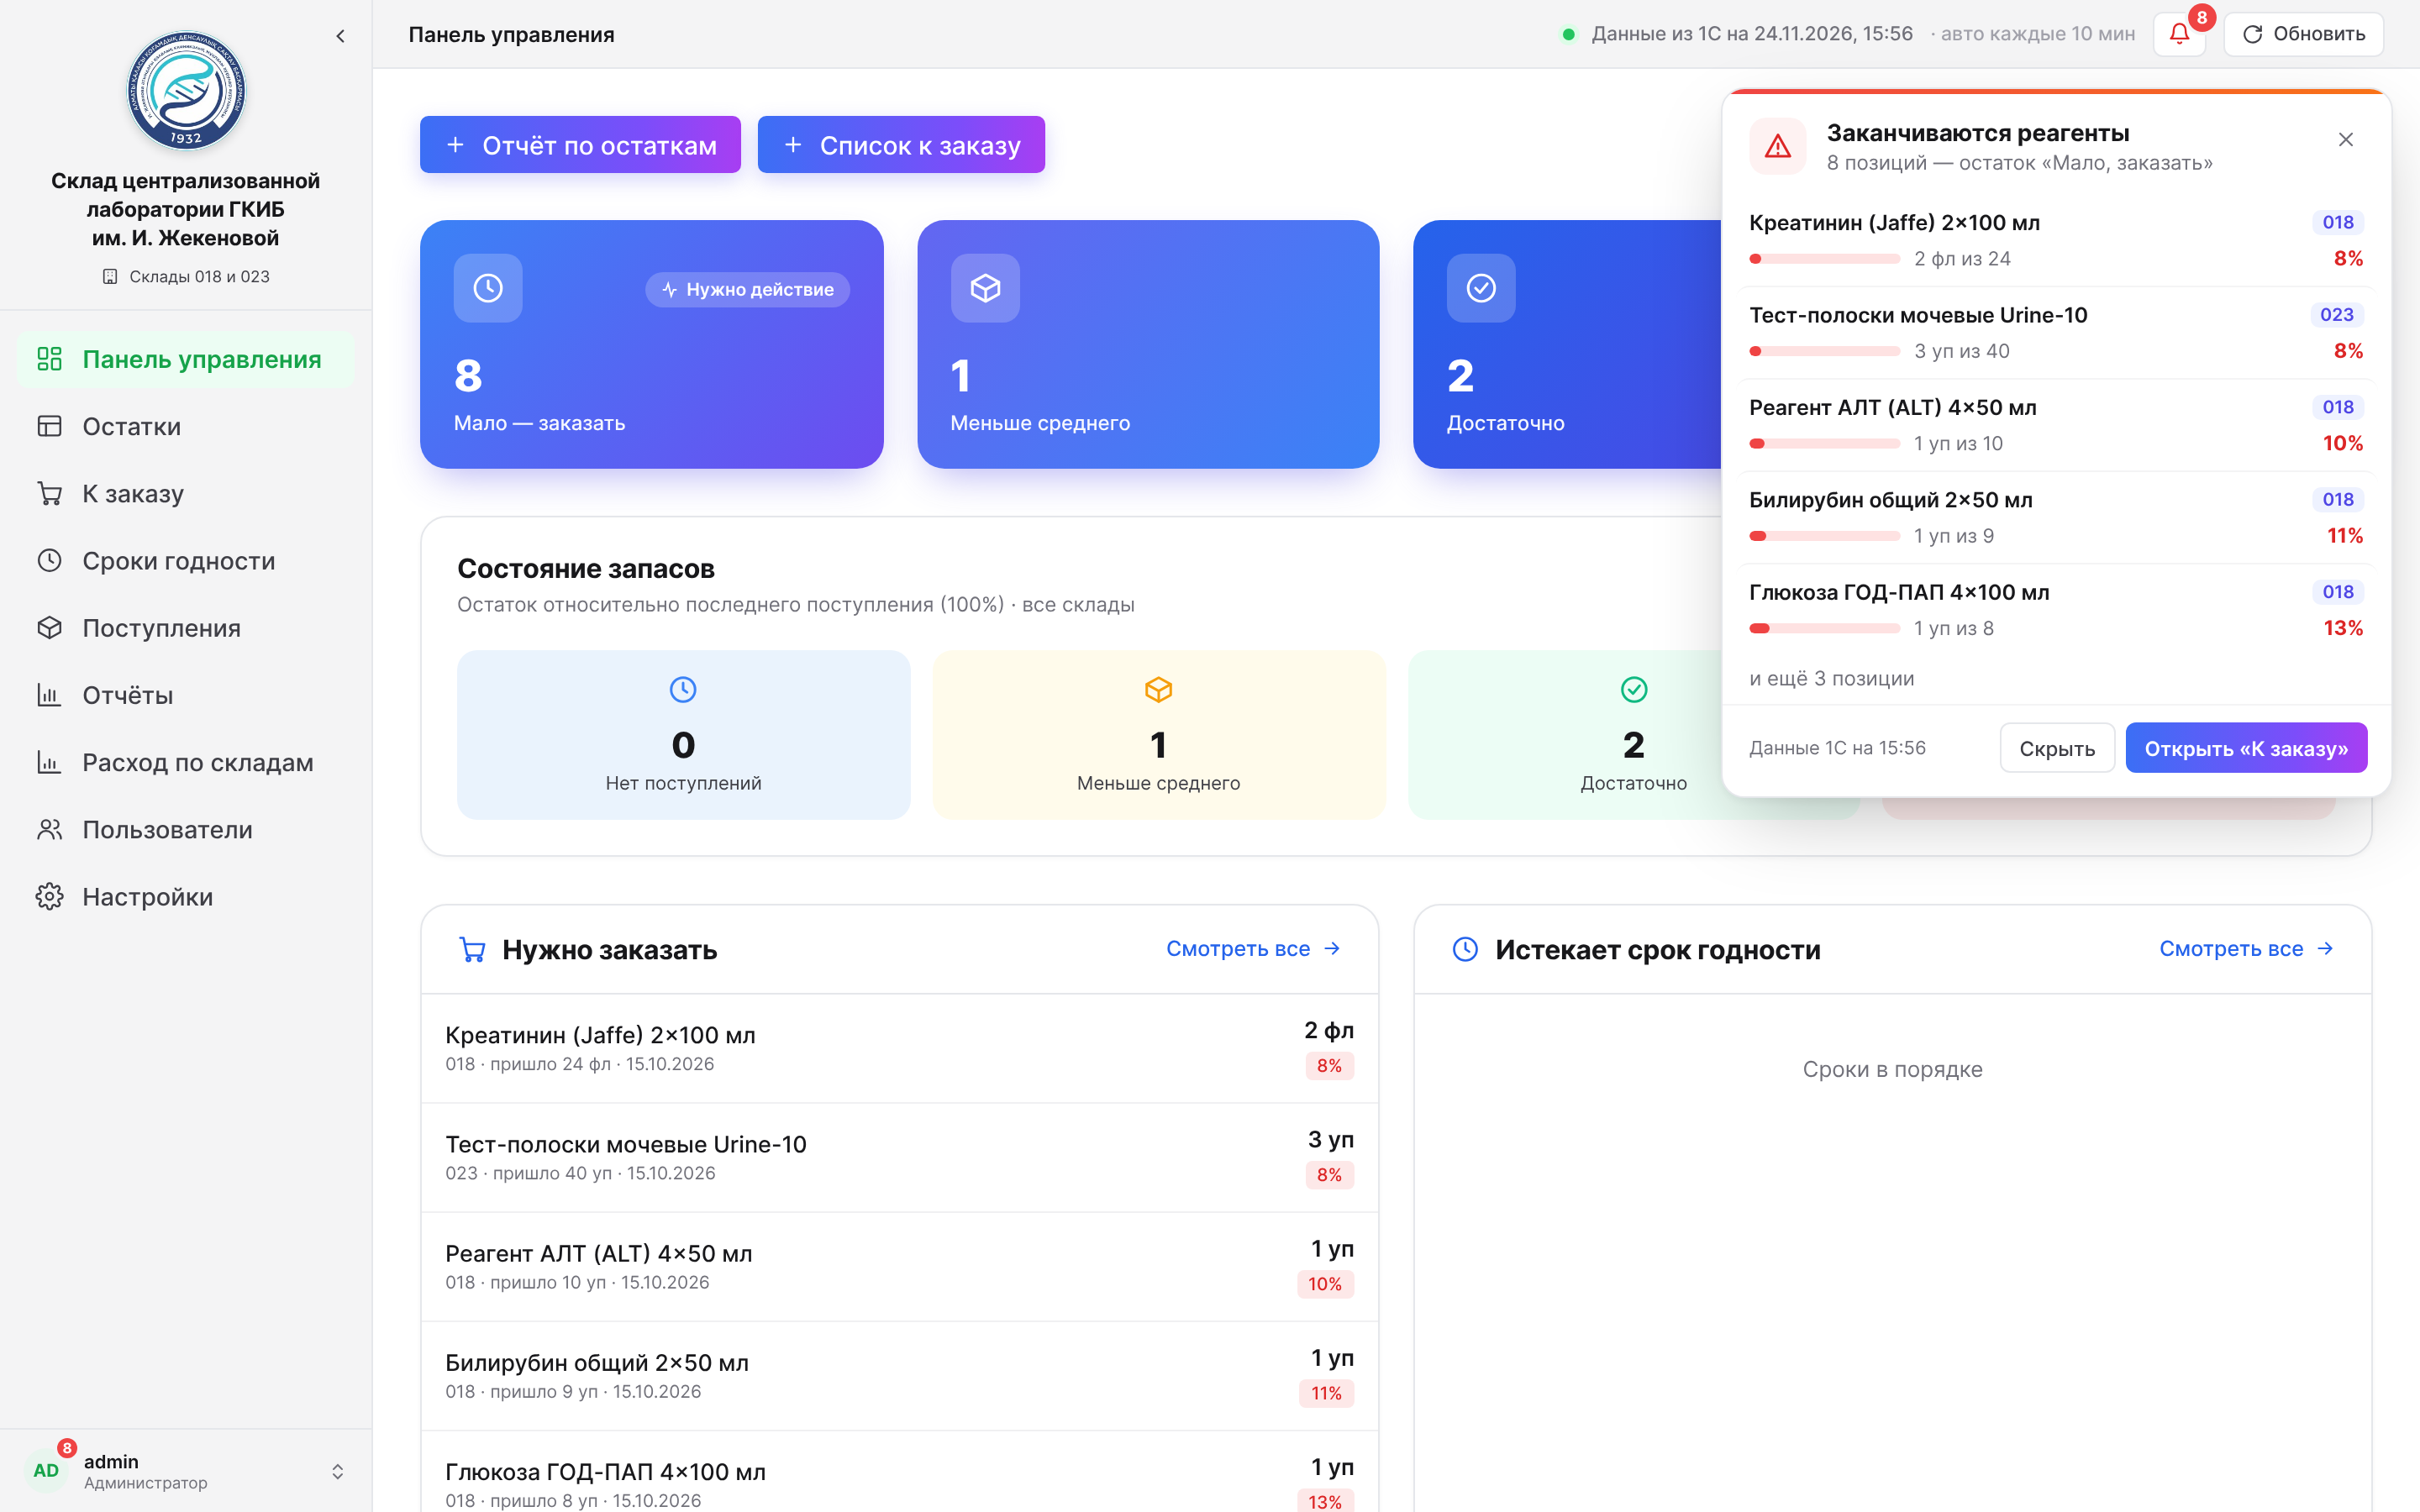 1932
Склад централизованной
лаборатории ГКИБ
им. И. Жекеновой
Склады 018 и 023
Панель управления
Остатки
К заказу
Сроки годности
Поступления
Отчёты
Расход по складам
Пользователи
Настройки
AD
8
admin
Администратор
Панель управления
Данные из 1С на 24.11.2026, 15:56 · авто каждые 10 мин
8
Обновить
Отчёт по остаткам
Список к заказу
Нужно действие
8
Мало — заказать
1
Меньше среднего
2
Достаточно
Состояние запасов
Остаток относительно последнего поступления (100%) · все склады
0
Нет поступлений
1
Меньше среднего
2
Достаточно
Заканчиваются реагенты
8 позиций — остаток «Мало, заказать»
Креатинин (Jaffe) 2×100 мл 018
2 фл из 24 8%
Тест-полоски мочевые Urine-10 023
3 уп из 40 8%
Реагент АЛТ (ALT) 4×50 мл 018
1 уп из 10 10%
Билирубин общий 2×50 мл 018
1 уп из 9 11%
Глюкоза ГОД-ПАП 4×100 мл 018
1 уп из 8 13%
и ещё 3 позиции
Данные 1С на 15:56
Скрыть
Открыть «К заказу»
Нужно заказать
Смотреть все
Креатинин (Jaffe) 2×100 мл 2 фл
018 · пришло 24 фл · 15.10.2026 8%
Тест-полоски мочевые Urine-10 3 уп
023 · пришло 40 уп · 15.10.2026 8%
Реагент АЛТ (ALT) 4×50 мл 1 уп
018 · пришло 10 уп · 15.10.2026 10%
Билирубин общий 2×50 мл 1 уп
018 · пришло 9 уп · 15.10.2026 11%
Глюкоза ГОД-ПАП 4×100 мл 1 уп
018 · пришло 8 уп · 15.10.2026 13%
Истекает срок годности
Смотреть все
Сроки в порядке